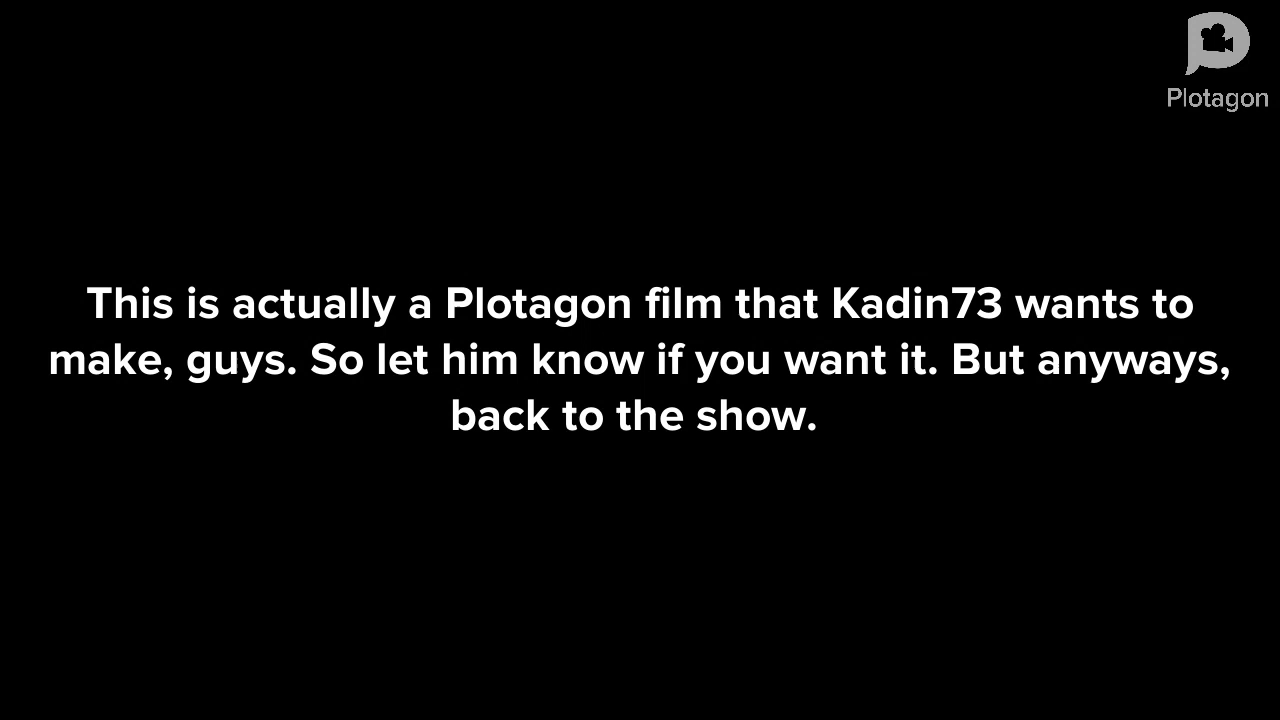 Plotagon
This is actually a Plotagon film that Kadin73 wants to
make, guys. So let him know if you want it. But anyways,
back to the show.